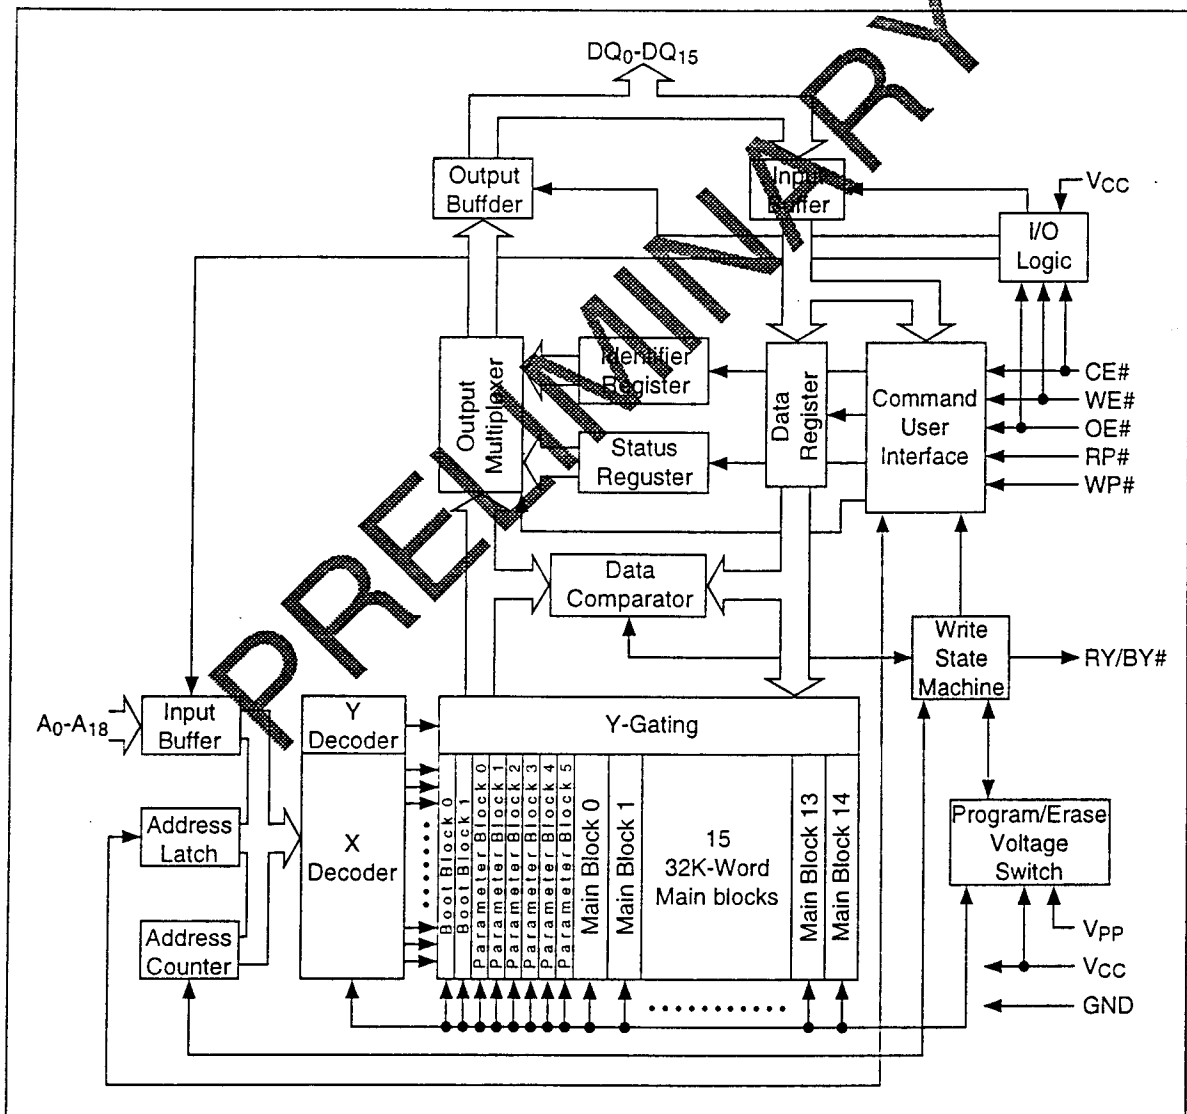 PRELIMINARY
DQ0-DQ15
Output
Buffder
Input
Buffer
VCC
I/O
Logic
Output
Multiplexer
Identifier
Register
Status
Reguster
Data
Register
Command
User
Interface
CE#
WE#
OE#
RP#
WP#
Data
Comparator
Write
State
Machine
RY/BY#
A0-A18
Input
Buffer
Y
Decoder
Y-Gating
Address
Latch
X
Decoder
Boot Block 0
Boot Block 1
Parameter Block 0
Parameter Block 1
Parameter Block 2
Parameter Block 3
Parameter Block 4
Parameter Block 5
Main Block 0
Main Block 1
15
32K-Word
Main blocks
Main Block 13
Main Block 14
Program/Erase
Voltage
Switch
Address
Counter
VPP
VCC
GND